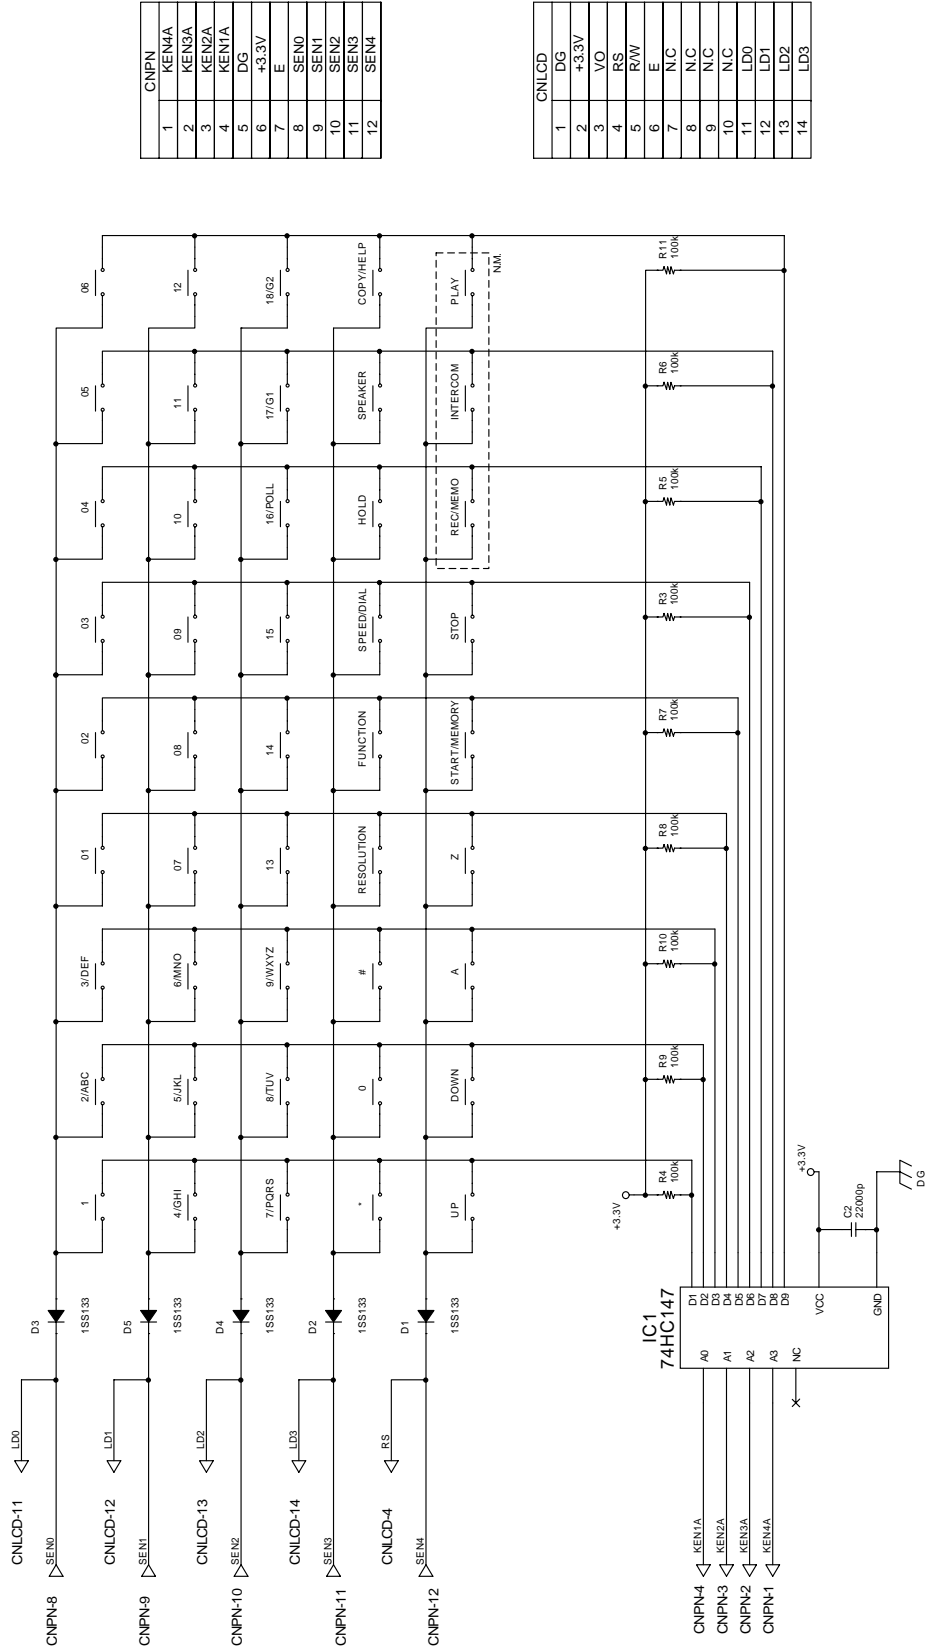 CNLCD-11
LD0
CNPN-8
SEN0
D3
1SS133
1
2/ABC
3/DEF
01
02
03
04
05
06
CNLCD-12
LD1
CNPN-9
SEN1
D5
1SS133
4/GHI
5/JKL
6/MNO
07
08
09
10
11
12
CNLCD-13
LD2
CNPN-10
SEN2
D4
1SS133
7/PQRS
8/TUV
9/WXYZ
13
14
15
16/POLL
17/G1
18/G2
CNLCD-14
LD3
CNPN-11
SEN3
D2
1SS133
*
0
#
RESOLUTION
FUNCTION
SPEED/DIAL
HOLD
SPEAKER
COPY/HELP
CNLCD-4
RS
CNPN-12
SEN4
D1
1SS133
UP
DOWN
A
Z
START/MEMORY
STOP
REC/MEMO
INTERCOM
PLAY
N.M.
+3.3V
R4
100k
R9
100k
R10
100k
R8
100k
R7
100k
R3
100k
R5
100k
R6
100k
R11
100k
IC1
74HC147
D1
D2
D3
D4
D5
D6
D7
D8
D9
VCC
GND
A0
A1
A2
A3
NC
CNPN-4
KEN1A
CNPN-3
KEN2A
CNPN-2
KEN3A
CNPN-1
KEN4A
C2
22000p
+3.3V
DG
CNPN
1 KEN4A
2 KEN3A
3 KEN2A
4 KEN1A
5 DG
6 +3.3V
7 E
8 SEN0
9 SEN1
10 SEN2
11 SEN3
12 SEN4
CNLCD
1 DG
2 +3.3V
3 VO
4 RS
5 R/W
6 E
7 N.C
8 N.C
9 N.C
10 N.C
11 LD0
12 LD1
13 LD2
14 LD3